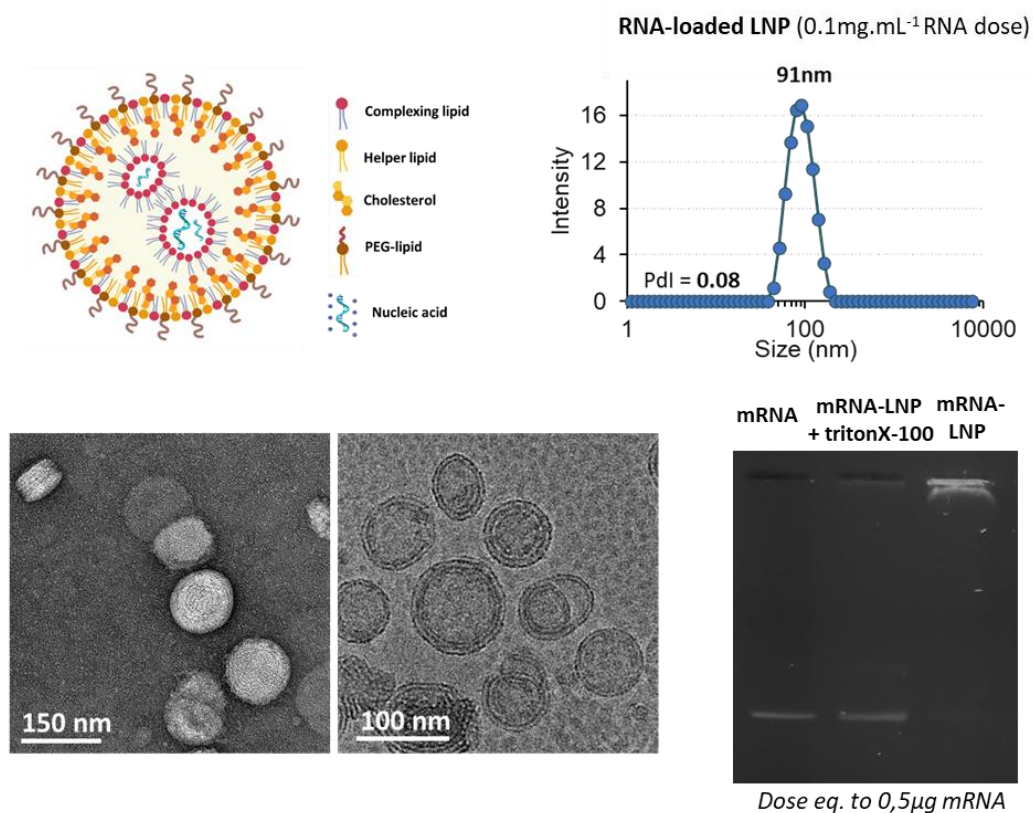 RNA-loaded LNP (0.1mg.mL⁻¹ RNA dose)
Complexing lipid
Helper lipid
Cholesterol
PEG-lipid
Nucleic acid
91nm
Intensity
16
12
8
4
0
PdI = 0.08
1
100
10000
Size (nm)
150 nm
100 nm
mRNA
mRNA-LNP
+ tritonX-100
mRNA-
LNP
Dose eq. to 0,5µg mRNA